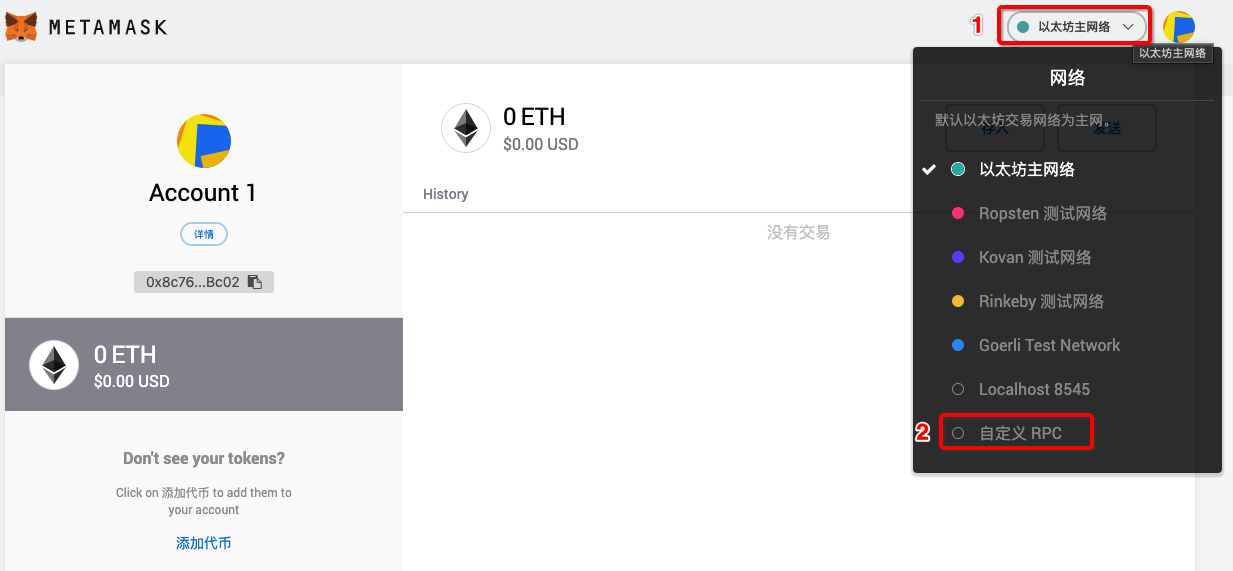 METAMASK
1
以太坊主网络
以太坊主网络
Account 1
详情
0x8c76...Bc02
0 ETH
$0.00 USD
Don't see your tokens?
Click on 添加代币 to add them to
your account
添加代币
0 ETH
$0.00 USD
History
没有交易
存入
发送
网络
默认以太坊交易网络为主网。
以太坊主网络
Ropsten 测试网络
Kovan 测试网络
Rinkeby 测试网络
Goerli Test Network
Localhost 8545
2
自定义 RPC